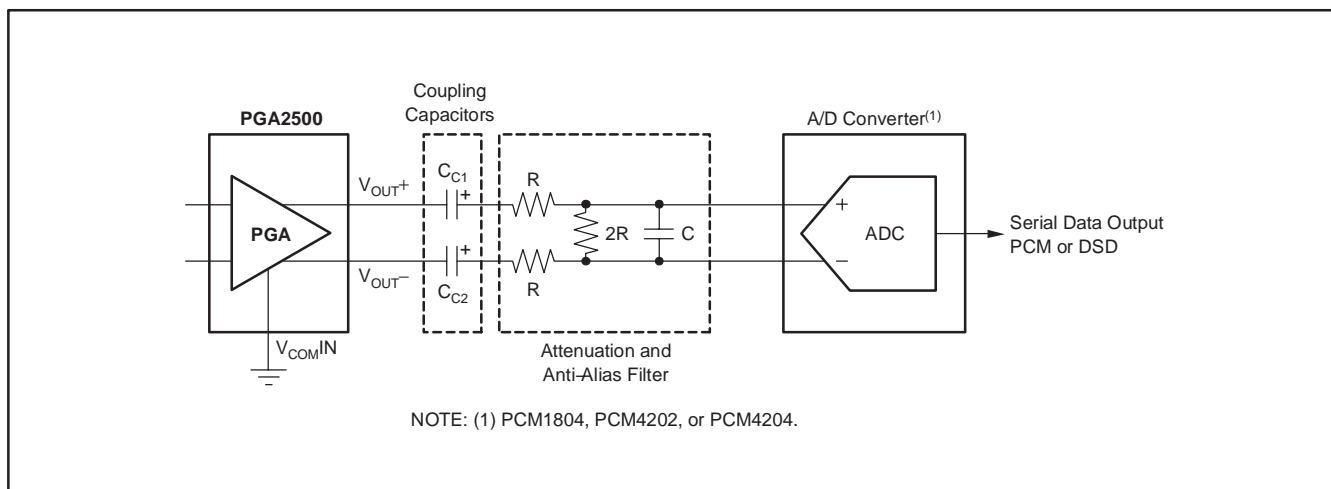 PGA2500
Coupling
Capacitors
A/D Converter(1)
VOUT+
CC1
+
R
PGA
2R
C
+
ADC
−
Serial Data Output
PCM or DSD
VOUT−
CC2
+
R
VCOMIN
Attenuation and
Anti−Alias Filter
NOTE: (1) PCM1804, PCM4202, or PCM4204.